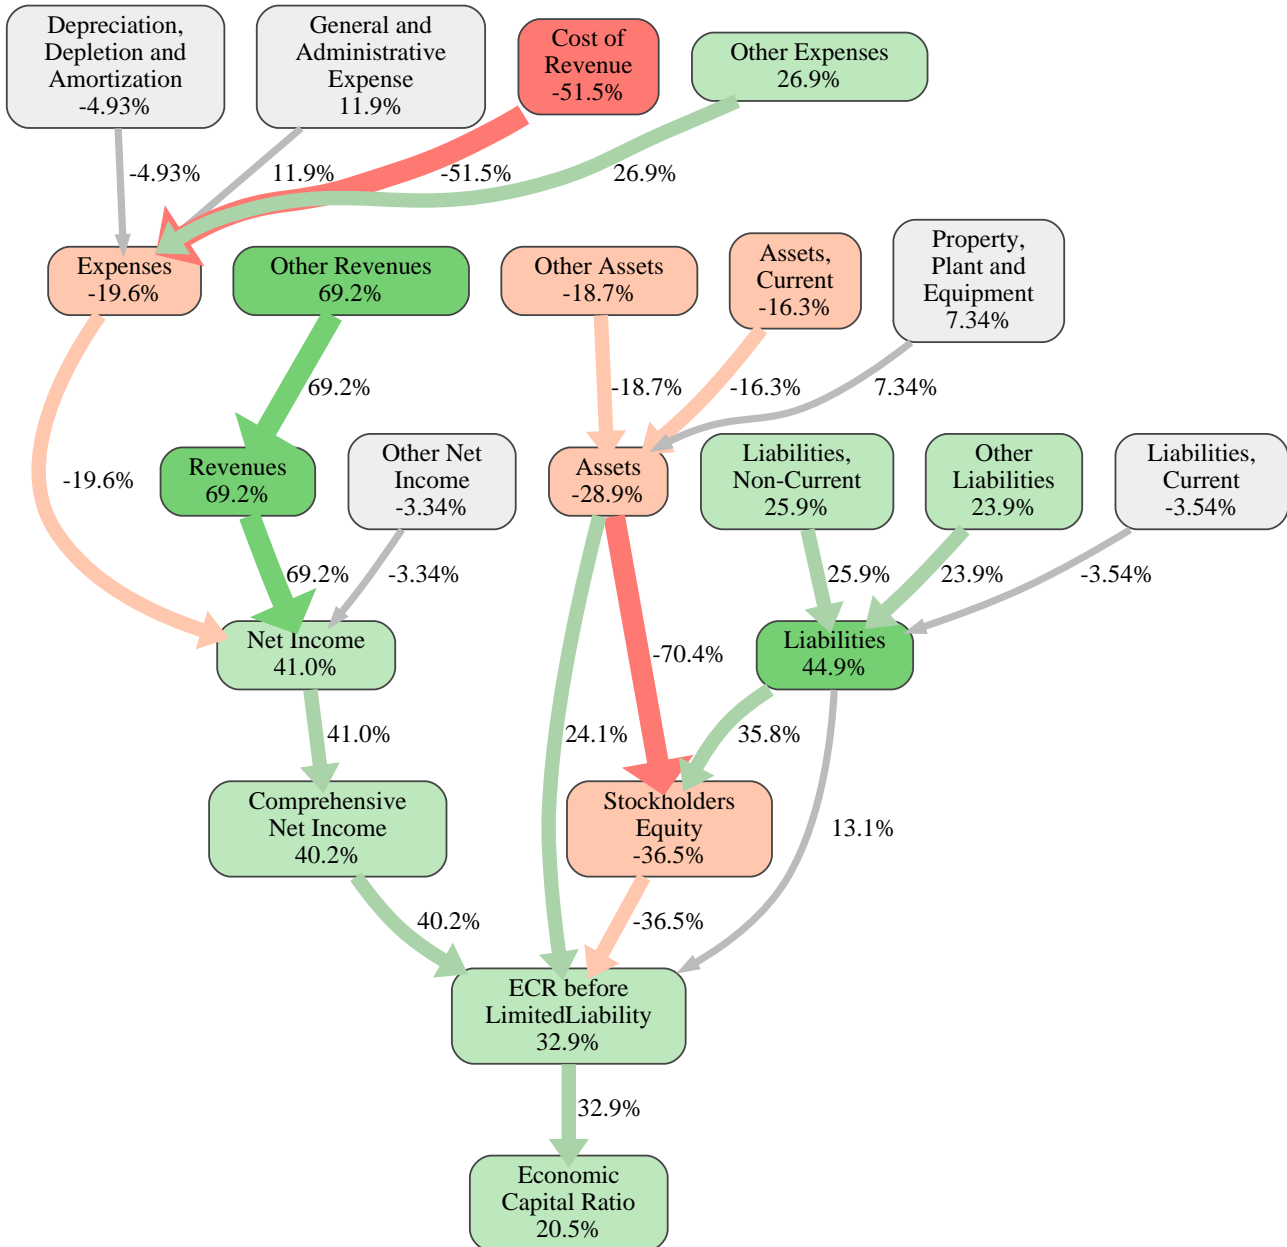 Depreciation,
Depletion and
Amortization
-4.93%
General and
Administrative
Expense
11.9%
Cost of
Revenue
-51.5%
Other Expenses
26.9%
-4.93%
11.9%
-51.5%
26.9%
Expenses
-19.6%
Other Revenues
69.2%
Other Assets
-18.7%
Assets,
Current
-16.3%
Property,
Plant and
Equipment
7.34%
69.2%
-18.7%
-16.3%
7.34%
-19.6%
Revenues
69.2%
Other Net
Income
-3.34%
Assets
-28.9%
Liabilities,
Non-Current
25.9%
Other
Liabilities
23.9%
Liabilities,
Current
-3.54%
69.2%
-3.34%
25.9%
23.9%
-3.54%
Net Income
41.0%
-70.4%
Liabilities
44.9%
41.0%
24.1%
35.8%
Comprehensive
Net Income
40.2%
Stockholders
Equity
-36.5%
13.1%
40.2%
-36.5%
ECR before
LimitedLiability
32.9%
32.9%
Economic
Capital Ratio
20.5%